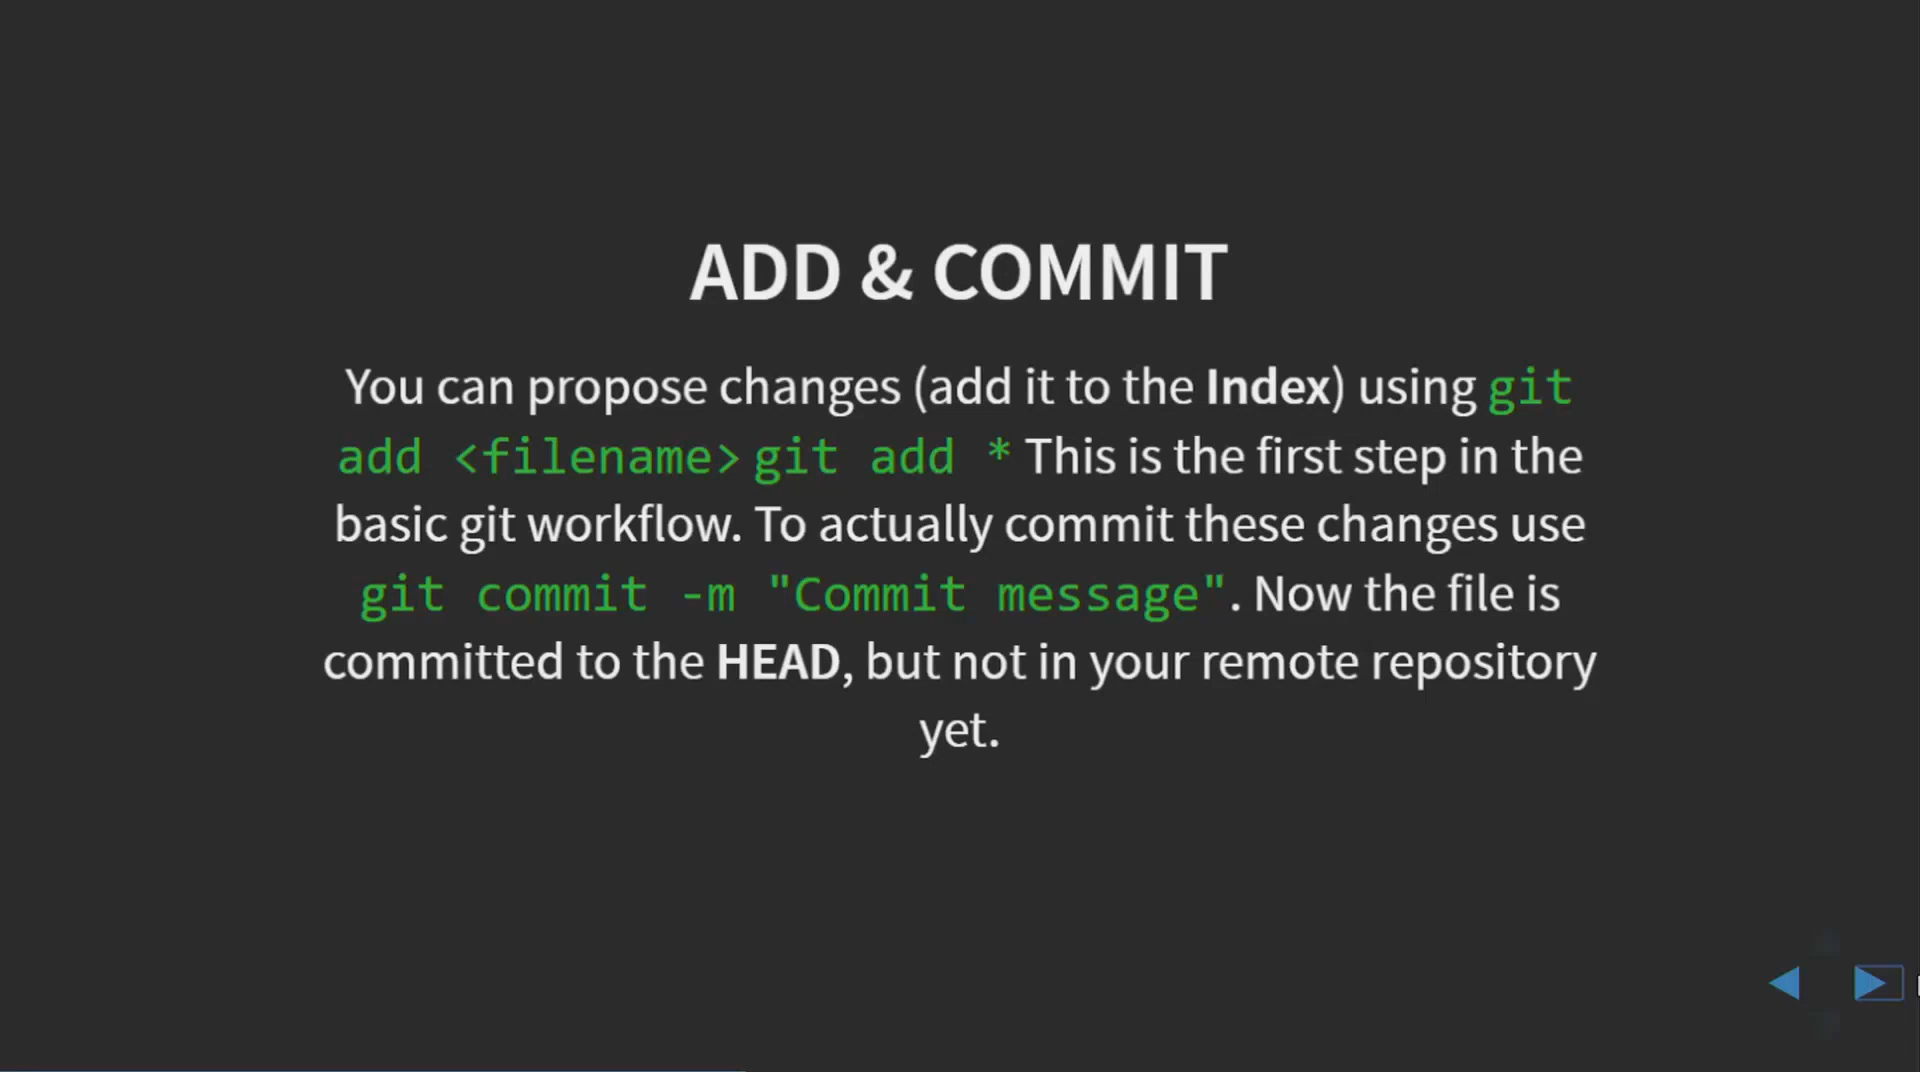 ADD & COMMIT
You can propose changes (add it to the Index) using git
add <filename> git add * This is the first step in the
basic git workflow. To actually commit these changes use
git commit -m "Commit message". Now the file is
committed to the HEAD, but not in your remote repository
yet.